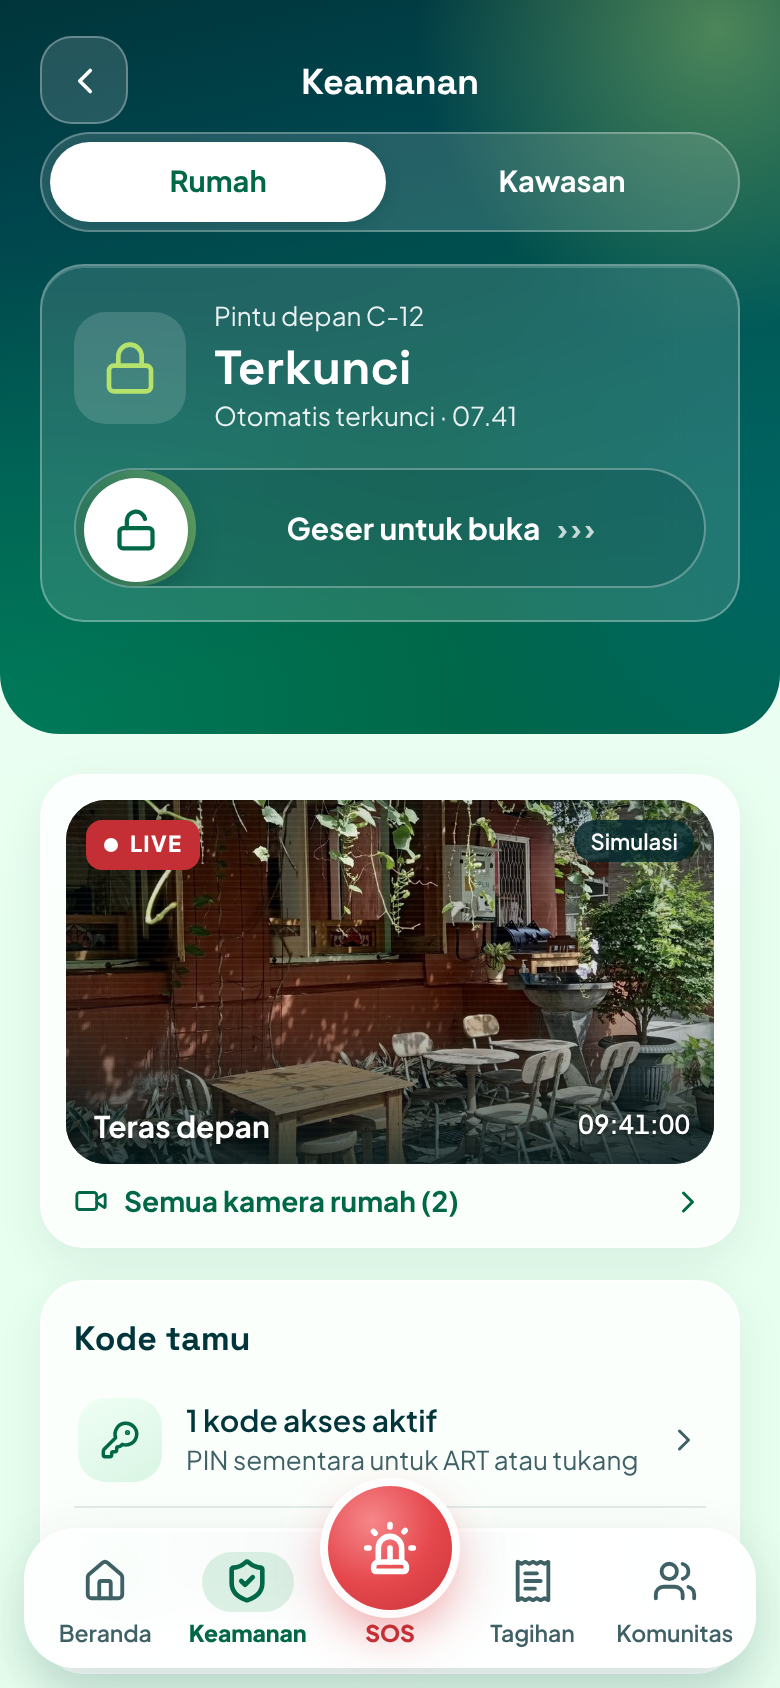 Keamanan
Rumah
Kawasan
Pintu depan C-12
Terkunci
Otomatis terkunci · 07.41
Geser untuk buka ›››
LIVE
Simulasi
Teras depan
09:41:00
Semua kamera rumah (2)
Kode tamu
1 kode akses aktif
PIN sementara untuk ART atau tukang
Beranda
Keamanan
SOS
Tagihan
Komunitas